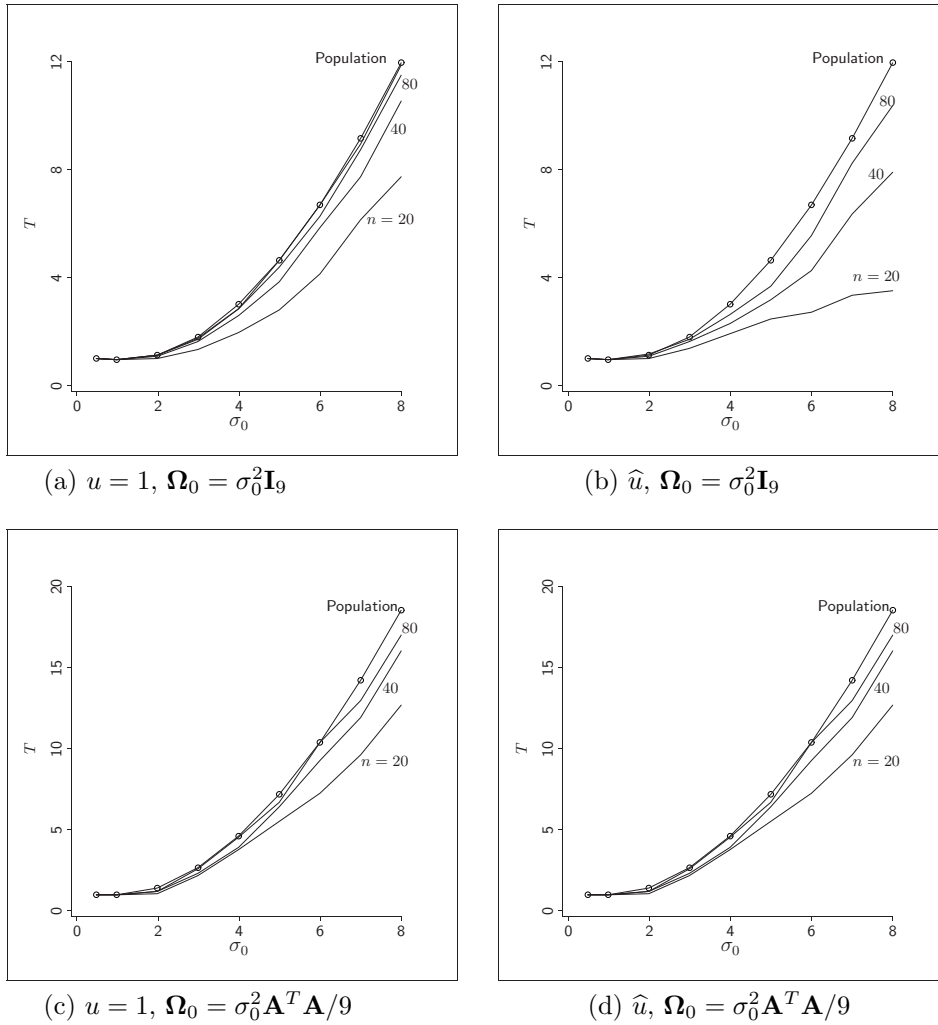 Population
80
40
n = 20
T
0
4
8
12
0 2 4 6 8
σ₀
(a) u = 1, Ω₀ = σ₀²I₉
Population
80
40
n = 20
T
0
4
8
12
0 2 4 6 8
σ₀
(b) û, Ω₀ = σ₀²I₉
Population
80
40
n = 20
T
0
5
10
15
20
0 2 4 6 8
σ₀
(c) u = 1, Ω₀ = σ₀²AᵀA/9
Population
80
40
n = 20
T
0
5
10
15
20
0 2 4 6 8
σ₀
(d) û, Ω₀ = σ₀²AᵀA/9